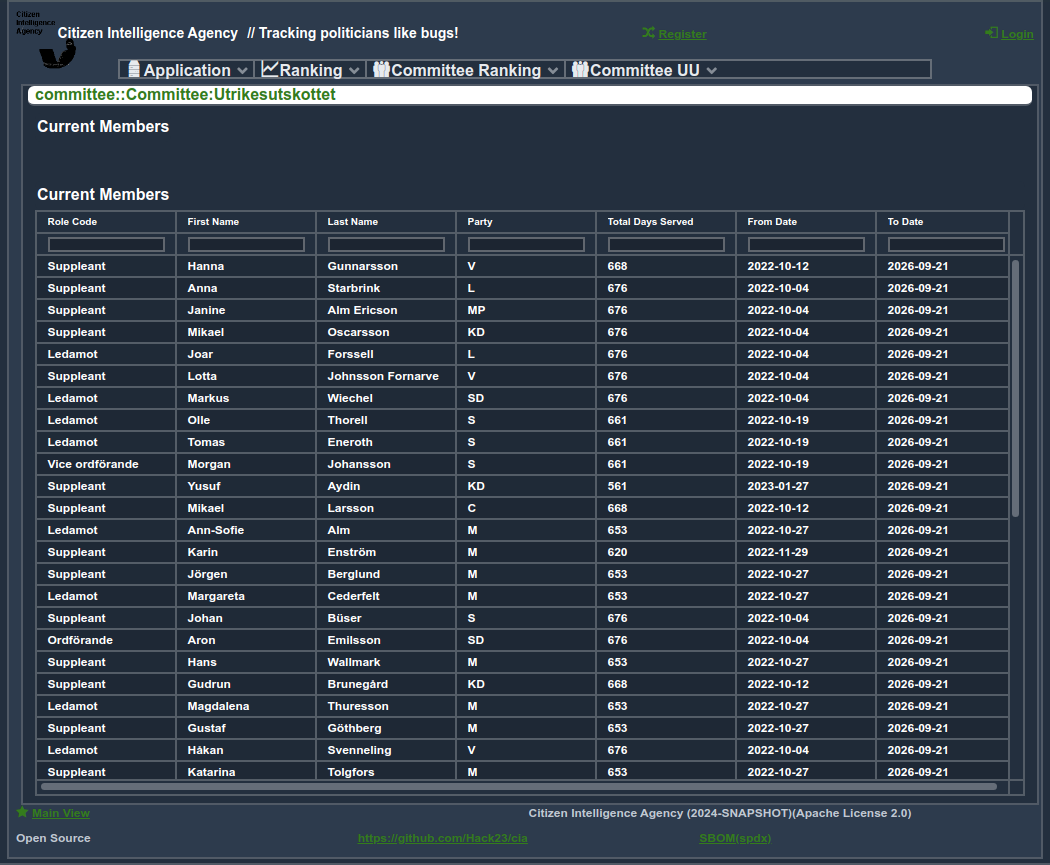 Citizen
Intelligence
Agency
Citizen Intelligence Agency // Tracking politicians like bugs!
Register
Login
Application Ranking Committee Ranking Committee UU
committee::Committee:Utrikesutskottet
Current Members
Current Members
Role Code First Name Last Name Party Total Days Served From Date To Date
Suppleant Hanna Gunnarsson V 668 2022-10-12 2026-09-21
Suppleant Anna Starbrink L 676 2022-10-04 2026-09-21
Suppleant Janine Alm Ericson MP 676 2022-10-04 2026-09-21
Suppleant Mikael Oscarsson KD 676 2022-10-04 2026-09-21
Ledamot Joar Forssell L 676 2022-10-04 2026-09-21
Suppleant Lotta Johnsson Fornarve V 676 2022-10-04 2026-09-21
Ledamot Markus Wiechel SD 676 2022-10-04 2026-09-21
Ledamot Olle Thorell S 661 2022-10-19 2026-09-21
Ledamot Tomas Eneroth S 661 2022-10-19 2026-09-21
Vice ordförande Morgan Johansson S 661 2022-10-19 2026-09-21
Suppleant Yusuf Aydin KD 561 2023-01-27 2026-09-21
Suppleant Mikael Larsson C 668 2022-10-12 2026-09-21
Ledamot Ann-Sofie Alm M 653 2022-10-27 2026-09-21
Suppleant Karin Enström M 620 2022-11-29 2026-09-21
Suppleant Jörgen Berglund M 653 2022-10-27 2026-09-21
Ledamot Margareta Cederfelt M 653 2022-10-27 2026-09-21
Suppleant Johan Büser S 676 2022-10-04 2026-09-21
Ordförande Aron Emilsson SD 676 2022-10-04 2026-09-21
Suppleant Hans Wallmark M 653 2022-10-27 2026-09-21
Suppleant Gudrun Brunegård KD 668 2022-10-12 2026-09-21
Ledamot Magdalena Thuresson M 653 2022-10-27 2026-09-21
Suppleant Gustaf Göthberg M 653 2022-10-27 2026-09-21
Ledamot Håkan Svenneling V 676 2022-10-04 2026-09-21
Suppleant Katarina Tolgfors M 653 2022-10-27 2026-09-21
Main View Citizen Intelligence Agency (2024-SNAPSHOT)(Apache License 2.0)
Open Source https://github.com/Hack23/cia SBOM(spdx)